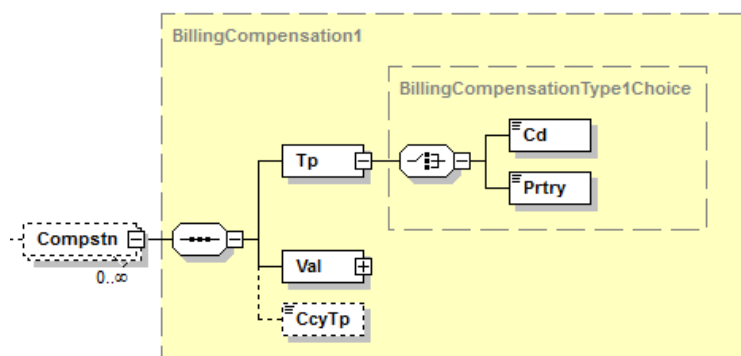 BillingCompensation1
BillingCompensationType1Choice
Cd
Tp
Prtry
Compstn
0..∞
Val
CcyTp